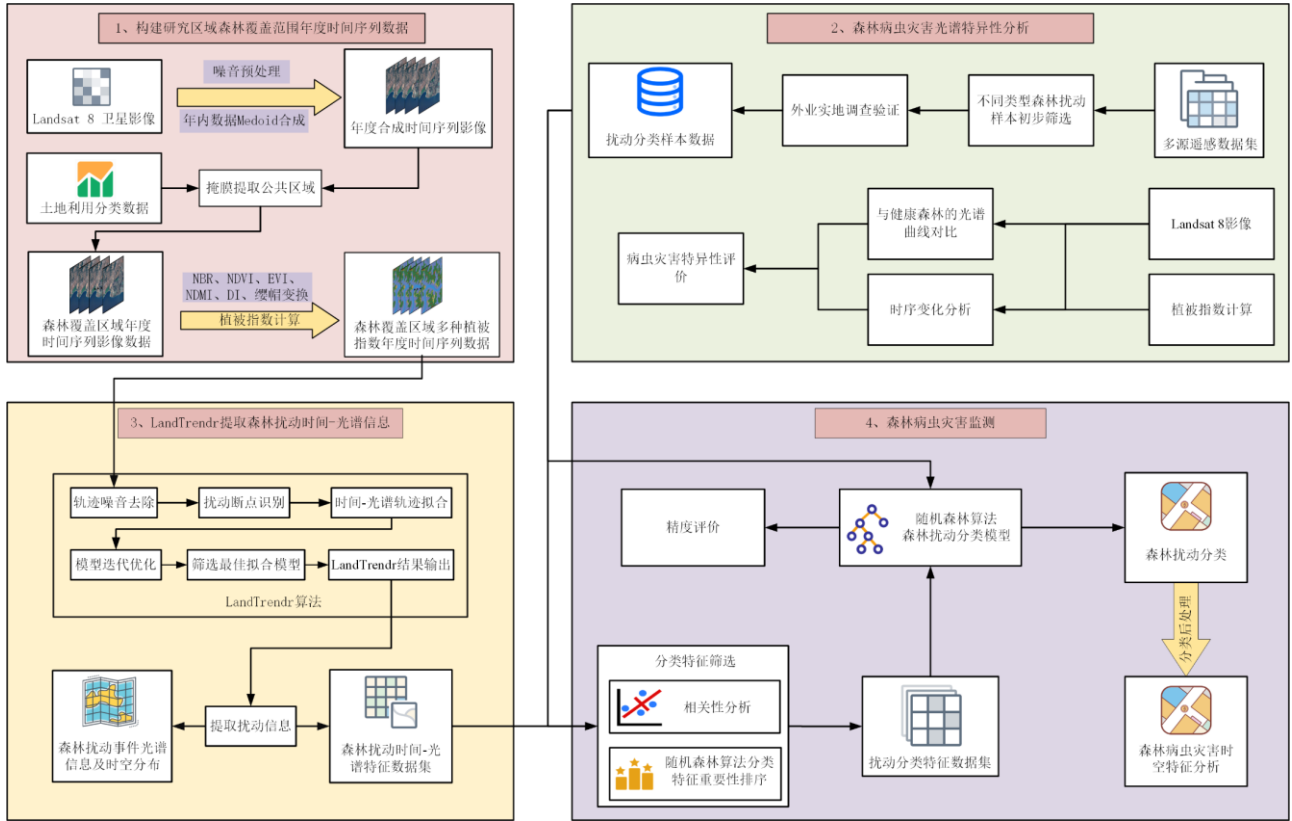 1、构建研究区域森林覆盖范围年度时间序列数据
Landsat 8 卫星影像
噪音预处理
年内数据Medoid合成
年度合成时间序列影像
土地利用分类数据
掩膜提取公共区域
森林覆盖区域年度
时间序列影像数据
NBR、NDVI、EVI、
NDMI、DI、缨帽变换
植被指数计算
森林覆盖区域多种植被
指数年度时间序列数据
2、森林病虫灾害光谱特异性分析
扰动分类样本数据
外业实地调查验证
不同类型森林扰动
样本初步筛选
多源遥感数据集
与健康森林的光谱
曲线对比
Landsat 8影像
病虫灾害特异性评
价
时序变化分析
植被指数计算
3、LandTrendr提取森林扰动时间-光谱信息
轨迹噪音去除
扰动断点识别
时间-光谱轨迹拟合
模型迭代优化
筛选最佳拟合模型
LandTrendr结果输出
LandTrendr算法
森林扰动事件光谱
信息及时空分布
提取扰动信息
森林扰动时间-光
谱特征数据集
4、森林病虫灾害监测
精度评价
随机森林算法
森林扰动分类模型
森林扰动分类
分类后处理
分类特征筛选
相关性分析
随机森林算法分类
特征重要性排序
扰动分类特征数据集
森林病虫灾害时
空特征分析